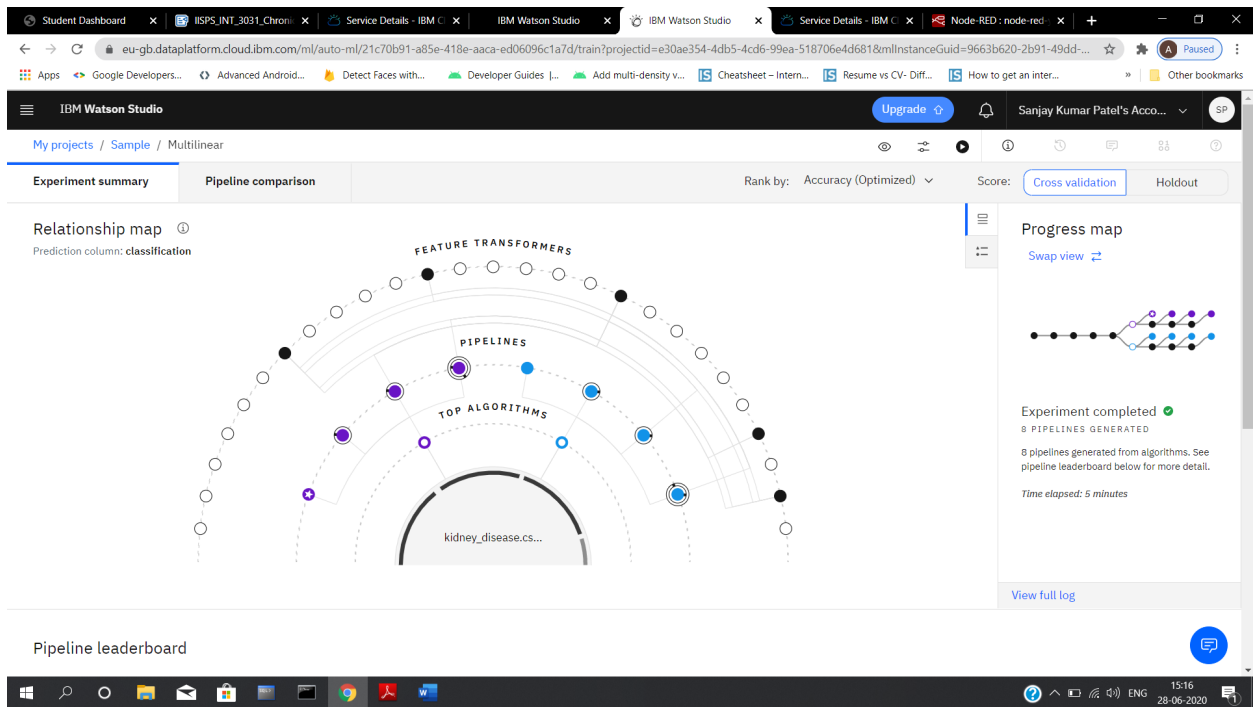 Student Dashboard
IISPS_INT_3031_Chronic
Service Details - IBM C
IBM Watson Studio
IBM Watson Studio
Service Details - IBM C
Node-RED : node-red-
eu-gb.dataplatform.cloud.ibm.com/ml/auto-ml/21c70b91-a85e-418e-aaca-ed06096c1a7d/train?projectid=e30ae354-4db5-4cd6-99ea-518706e4d681&mlInstanceGuid=9663b620-2b91-49dd-...
A Paused
Apps
Google Developers...
Advanced Android...
Detect Faces with...
Developer Guides |...
Add multi-density v...
Cheatsheet – Intern...
Resume vs CV- Diff...
How to get an inter...
»
Other bookmarks
IBM Watson Studio
Upgrade
Sanjay Kumar Patel's Acco...
SP
My projects / Sample / Multilinear
Experiment summary
Pipeline comparison
Rank by: Accuracy (Optimized)
Score: Cross validation Holdout
Relationship map
Prediction column: classification
FEATURE TRANSFORMERS
PIPELINES
TOP ALGORITHMS
kidney_disease.cs...
Progress map
Swap view
Experiment completed
8 PIPELINES GENERATED
8 pipelines generated from algorithms. See
pipeline leaderboard below for more detail.
Time elapsed: 5 minutes
View full log
Pipeline leaderboard
ENG
15:16
28-06-2020
1